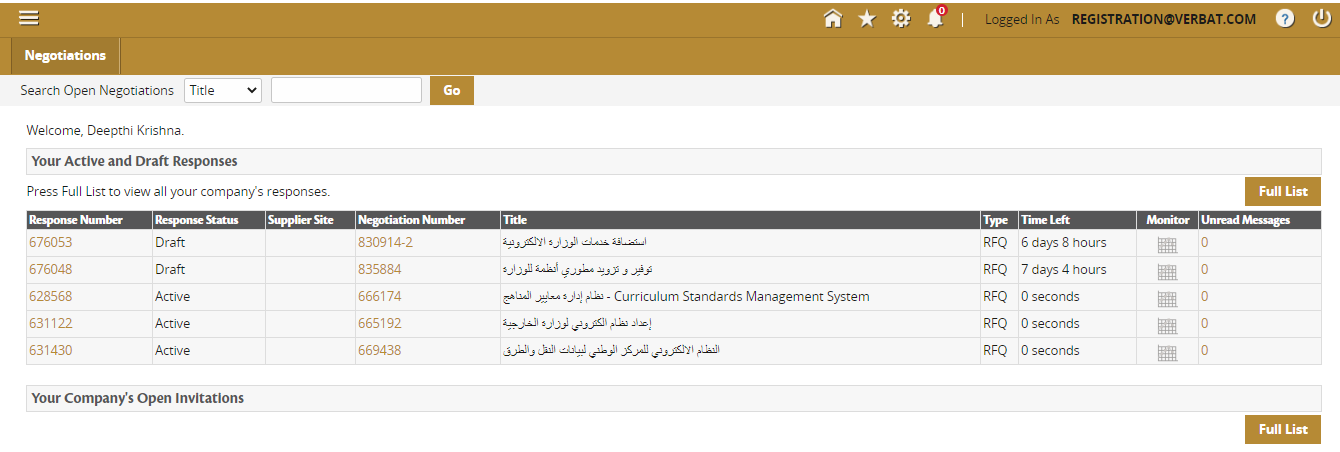 0
Logged In As REGISTRATION@VERBAT.COM ?
Negotiations
Search Open Negotiations Title Go
Welcome, Deepthi Krishna.
Your Active and Draft Responses
Press Full List to view all your company's responses. Full List
Response Number Response Status Supplier Site Negotiation Number Title Type Time Left Monitor Unread Messages
676053 Draft 830914-2 استضافة خدمات الوزارة الالكترونية RFQ 6 days 8 hours 0
676048 Draft 835884 توفير و تزويد مطوري أنظمة للوزارة RFQ 7 days 4 hours 0
628568 Active 666174 نظام إدارة معايير المناهج - Curriculum Standards Management System RFQ 0 seconds 0
631122 Active 665192 إعداد نظام الكتروني لوزارة الخارجية RFQ 0 seconds 0
631430 Active 669438 النظام الالكتروني للمركز الوطني لبيانات النقل والطرق RFQ 0 seconds 0
Your Company's Open Invitations
Full List